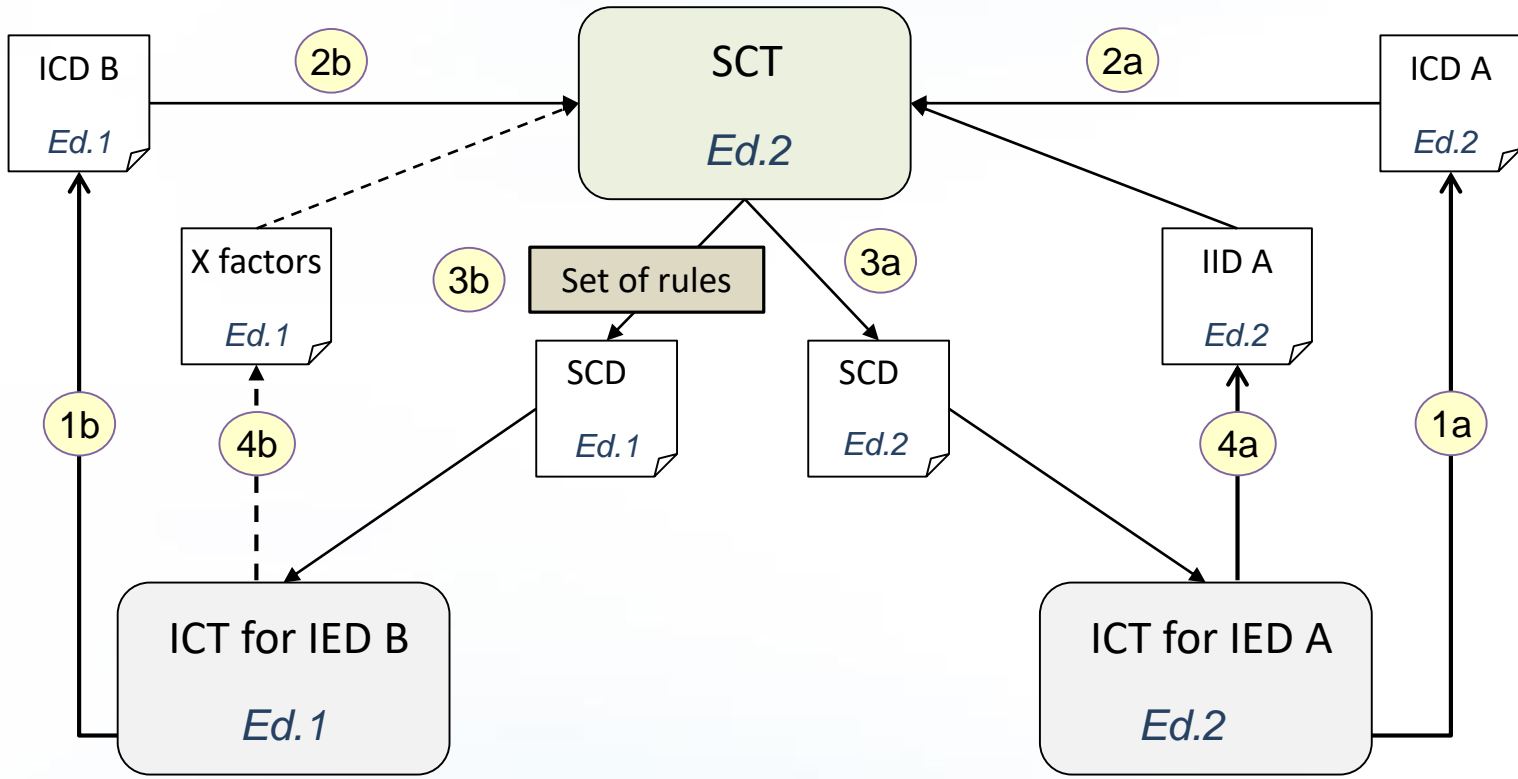 ICD B
Ed.1
2b
SCT
Ed.2
2a
ICD A
Ed.2
X factors
Ed.1
3b
Set of rules
3a
IID A
Ed.2
SCD
Ed.1
SCD
Ed.2
1b
4b
4a
1a
ICT for IED B
Ed.1
ICT for IED A
Ed.2